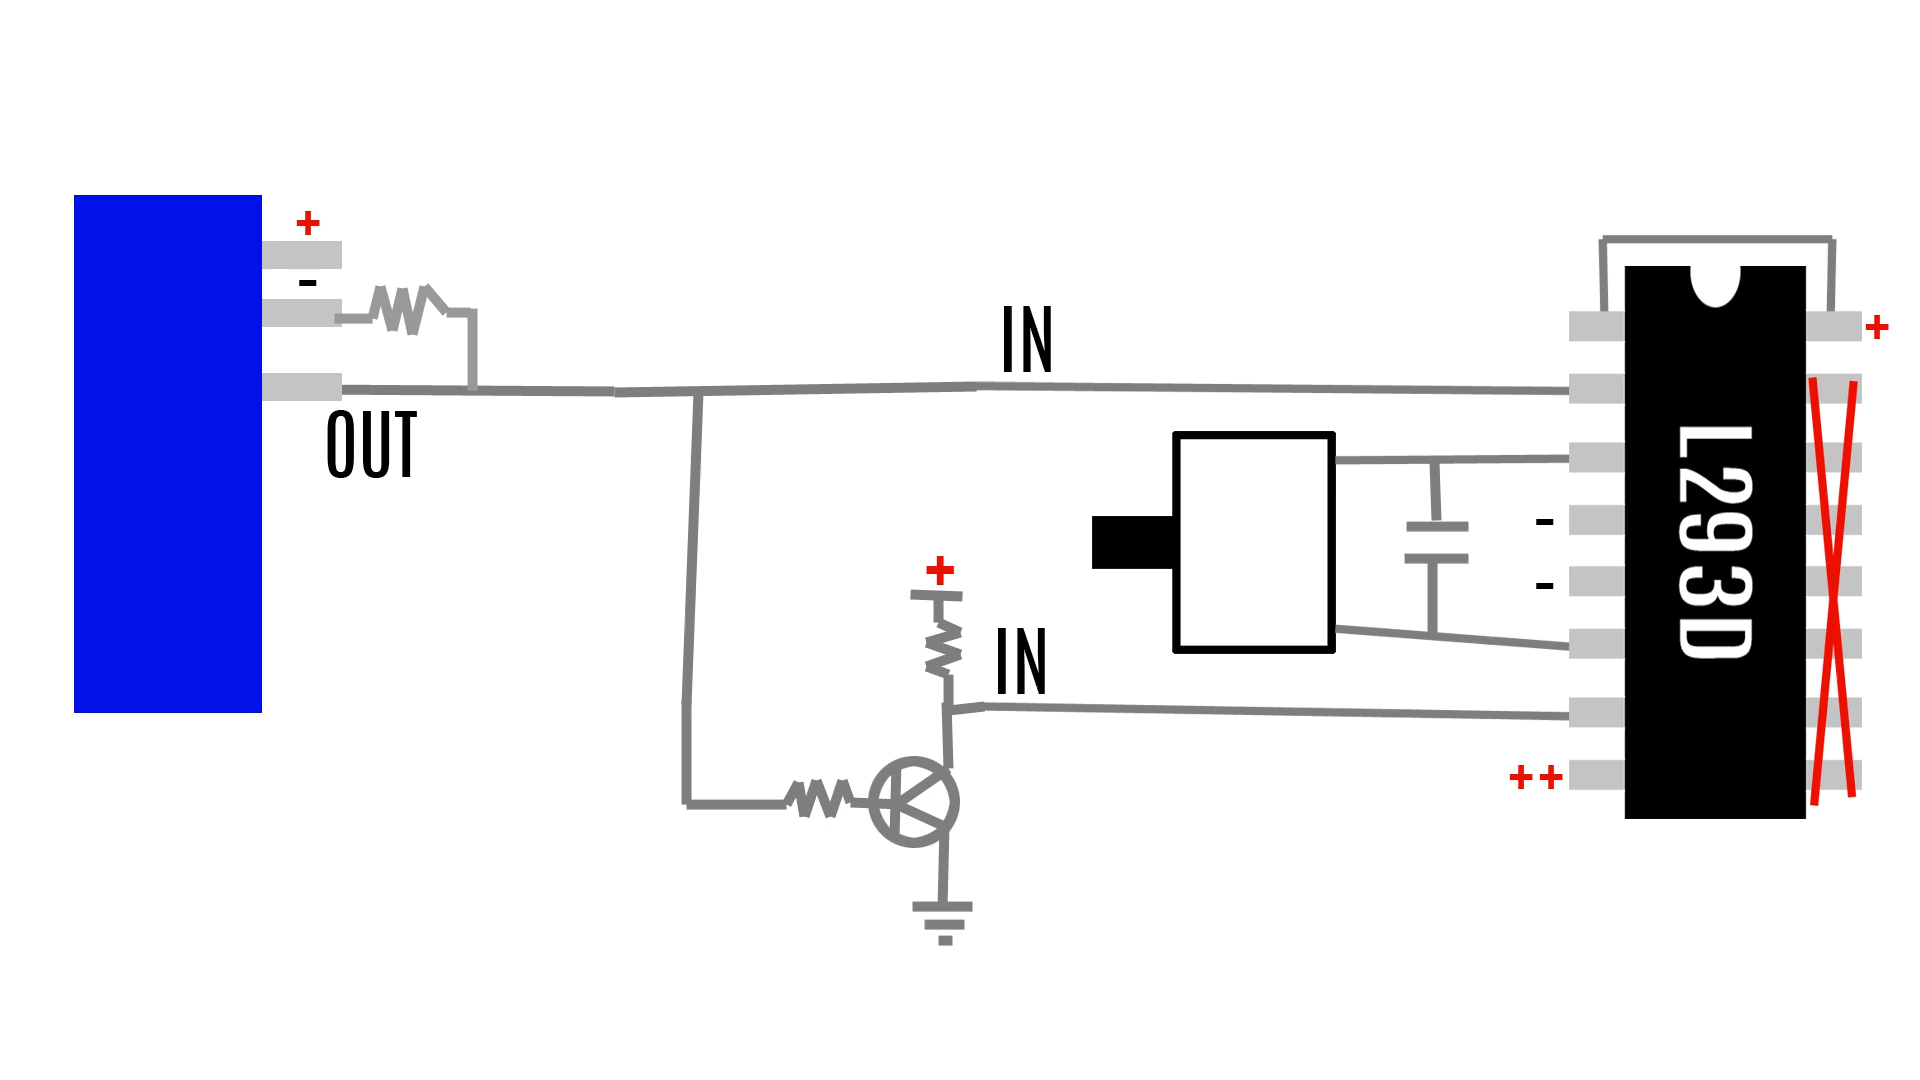 +
-
OUT
IN
+
IN
-
-
++
L293D
+